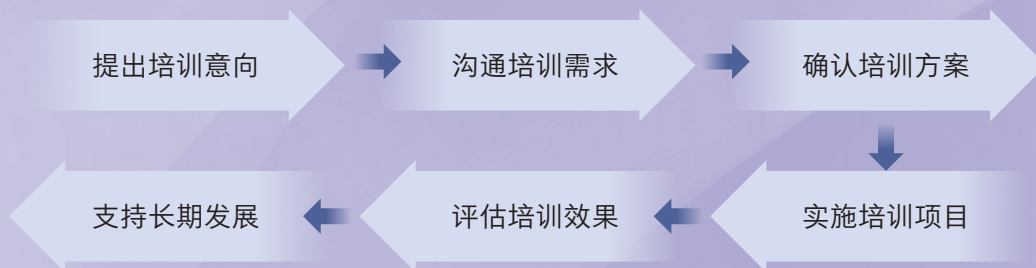 提出培训意向
沟通培训需求
确认培训方案
实施培训项目
评估培训效果
支持长期发展